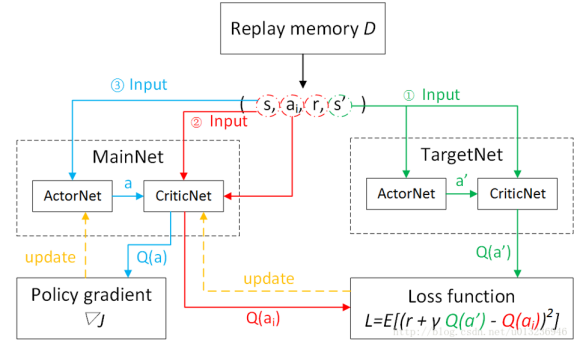 Replay memory D
③ Input
( s, aᵢ, r, s' )
① Input
② Input
MainNet
TargetNet
ActorNet
a
CriticNet
ActorNet
a'
CriticNet
update
Q(a)
update
Q(a')
Policy gradient
▽J
Q(aᵢ)
Loss function
L=E[(r + γ Q(a') - Q(aᵢ))²]